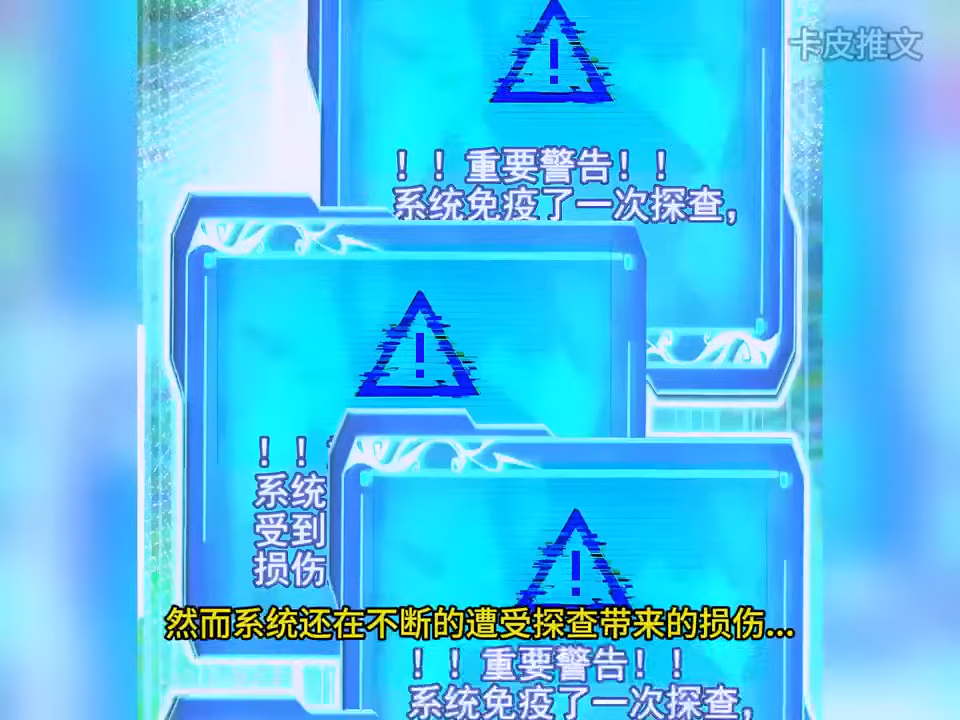 卡皮推文
！！重要警告！！
系统免疫了一次探查，
！！
系统
受到
损伤
然而系统还在不断的遭受探查带来的损伤...
！！重要警告！！
系统免疫了一次探查，